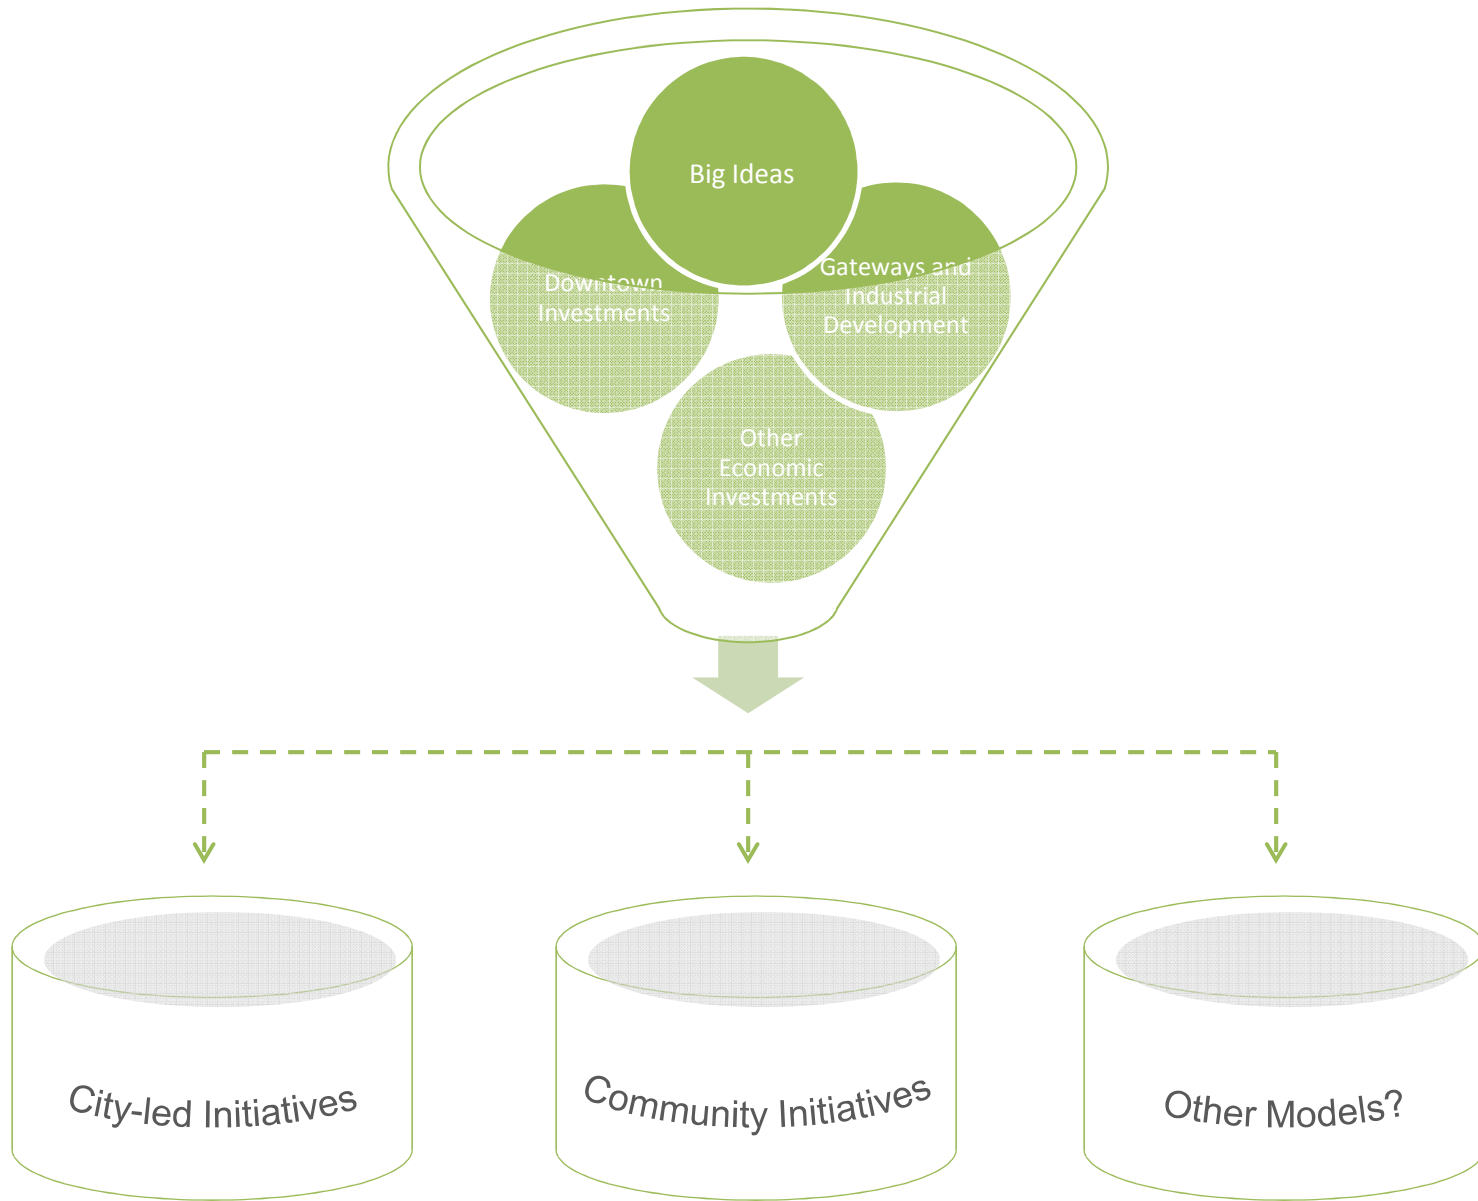 Big Ideas
Downtown
Investments
Gateways and
Industrial
Development
Other
Economic
Investments
City-led Initiatives
Community Initiatives
Other Models?